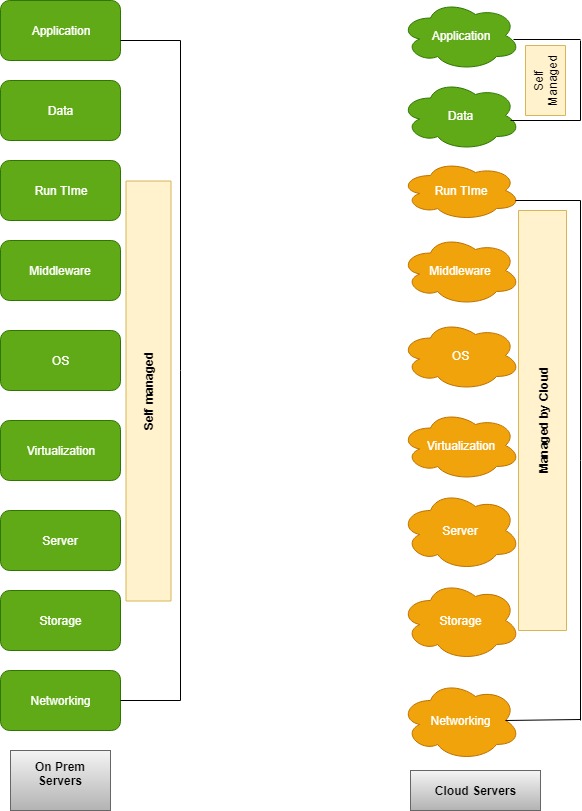 Application
Data
Run TIme
Middleware
OS
Self managed
Virtualization
Server
Storage
Networking
On Prem
Servers
Application
Self
Managed
Data
Run TIme
Middleware
OS
Managed by Cloud
Virtualization
Server
Storage
Networking
Cloud Servers